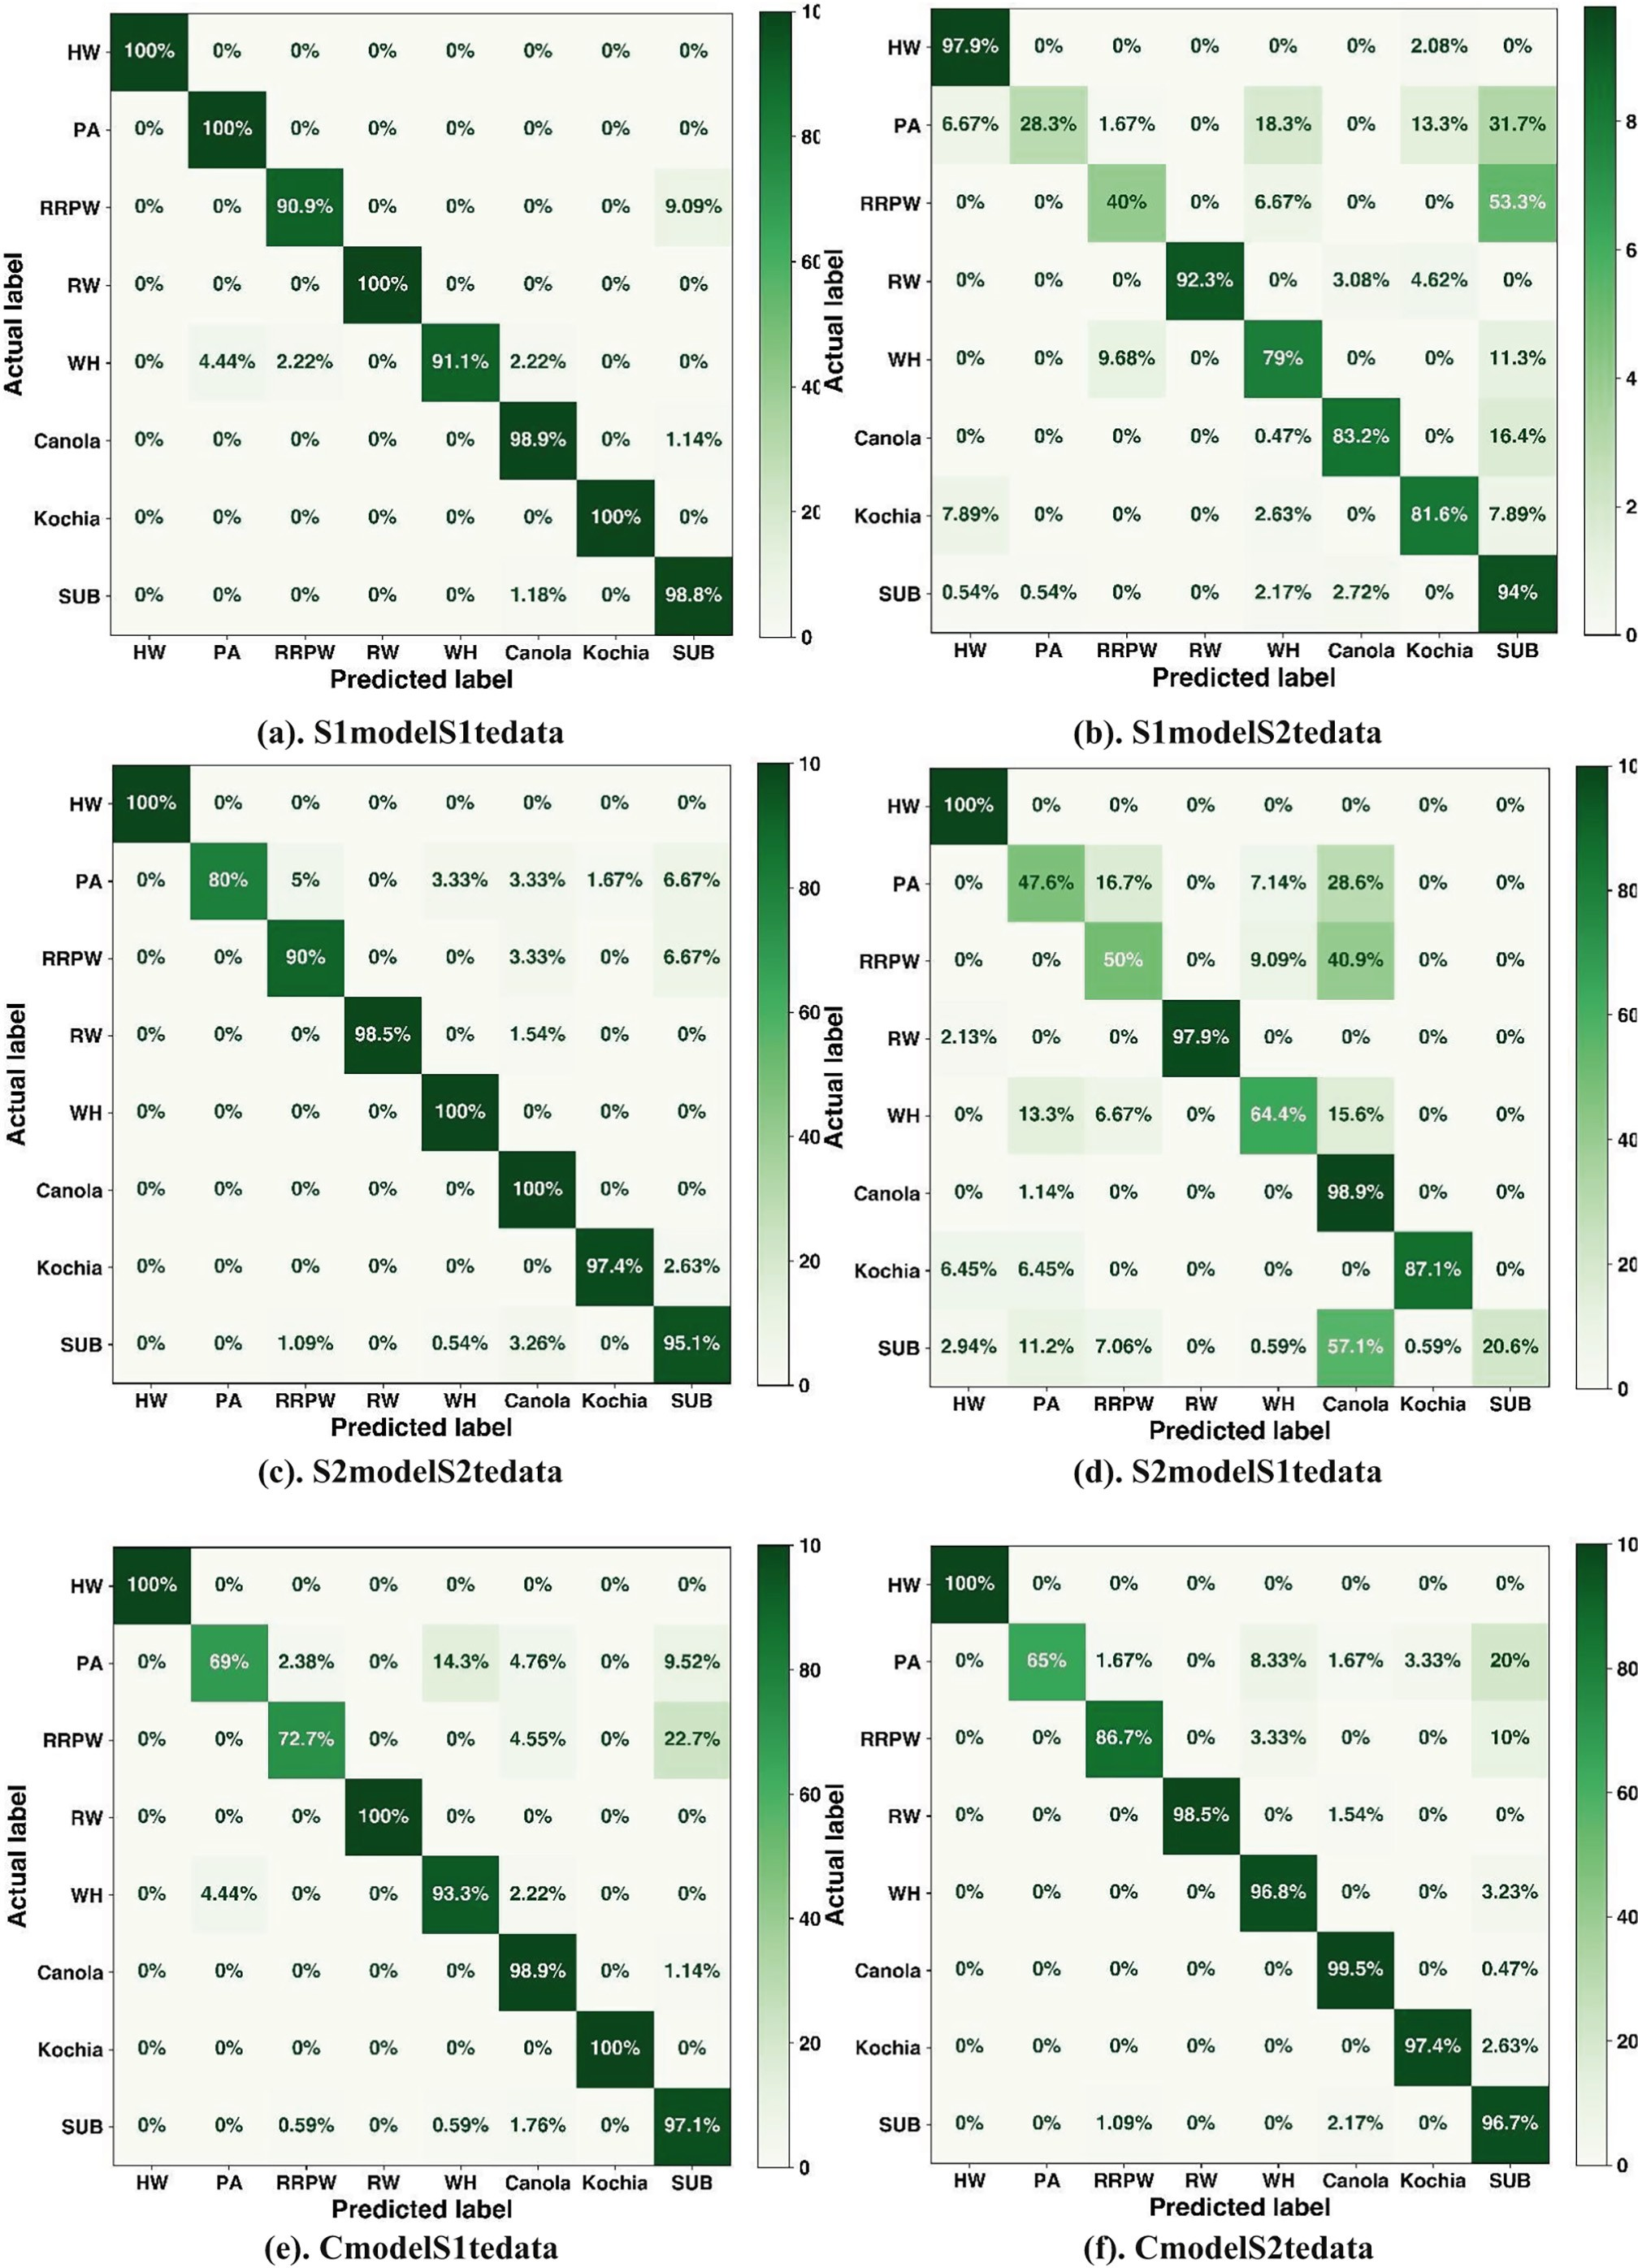 HW 100% 0% 0% 0% 0% 0% 0% 0%
PA 0% 100% 0% 0% 0% 0% 0% 0%
RRPW 0% 0% 90.9% 0% 0% 0% 0% 9.09%
RW 0% 0% 0% 100% 0% 0% 0% 0%
WH 0% 4.44% 2.22% 0% 91.1% 2.22% 0% 0%
Canola 0% 0% 0% 0% 0% 98.9% 0% 1.14%
Kochia 0% 0% 0% 0% 0% 0% 100% 0%
SUB 0% 0% 0% 0% 0% 1.18% 0% 98.8%
HW PA RRPW RW WH Canola Kochia SUB
Predicted label
Actual label
10
80
60
40
20
0
(a). S1modelS1tedata
HW 97.9% 0% 0% 0% 0% 0% 2.08% 0%
PA 6.67% 28.3% 1.67% 0% 18.3% 0% 13.3% 31.7%
RRPW 0% 0% 40% 0% 6.67% 0% 0% 53.3%
RW 0% 0% 0% 92.3% 0% 3.08% 4.62% 0%
WH 0% 0% 9.68% 0% 79% 0% 0% 11.3%
Canola 0% 0% 0% 0% 0.47% 83.2% 0% 16.4%
Kochia 7.89% 0% 0% 0% 2.63% 0% 81.6% 7.89%
SUB 0.54% 0.54% 0% 0% 2.17% 2.72% 0% 94%
HW PA RRPW RW WH Canola Kochia SUB
Predicted label
Actual label
8
6
4
2
0
(b). S1modelS2tedata
HW 100% 0% 0% 0% 0% 0% 0% 0%
PA 0% 80% 5% 0% 3.33% 3.33% 1.67% 6.67%
RRPW 0% 0% 90% 0% 0% 3.33% 0% 6.67%
RW 0% 0% 0% 98.5% 0% 1.54% 0% 0%
WH 0% 0% 0% 0% 100% 0% 0% 0%
Canola 0% 0% 0% 0% 0% 100% 0% 0%
Kochia 0% 0% 0% 0% 0% 0% 97.4% 2.63%
SUB 0% 0% 1.09% 0% 0.54% 3.26% 0% 95.1%
HW PA RRPW RW WH Canola Kochia SUB
Predicted label
Actual label
10
80
60
40
20
0
(c). S2modelS2tedata
HW 100% 0% 0% 0% 0% 0% 0% 0%
PA 0% 47.6% 16.7% 0% 7.14% 28.6% 0% 0%
RRPW 0% 0% 50% 0% 9.09% 40.9% 0% 0%
RW 2.13% 0% 0% 97.9% 0% 0% 0% 0%
WH 0% 13.3% 6.67% 0% 64.4% 15.6% 0% 0%
Canola 0% 1.14% 0% 0% 0% 98.9% 0% 0%
Kochia 6.45% 6.45% 0% 0% 0% 0% 87.1% 0%
SUB 2.94% 11.2% 7.06% 0% 0.59% 57.1% 0.59% 20.6%
HW PA RRPW RW WH Canola Kochia SUB
Predicted label
Actual label
10
80
60
40
20
0
(d). S2modelS1tedata
HW 100% 0% 0% 0% 0% 0% 0% 0%
PA 0% 69% 2.38% 0% 14.3% 4.76% 0% 9.52%
RRPW 0% 0% 72.7% 0% 0% 4.55% 0% 22.7%
RW 0% 0% 0% 100% 0% 0% 0% 0%
WH 0% 4.44% 0% 0% 93.3% 2.22% 0% 0%
Canola 0% 0% 0% 0% 0% 98.9% 0% 1.14%
Kochia 0% 0% 0% 0% 0% 0% 100% 0%
SUB 0% 0% 0.59% 0% 0.59% 1.76% 0% 97.1%
HW PA RRPW RW WH Canola Kochia SUB
Predicted label
Actual label
10
80
60
40
20
0
(e). CmodelS1tedata
HW 100% 0% 0% 0% 0% 0% 0% 0%
PA 0% 65% 1.67% 0% 8.33% 1.67% 3.33% 20%
RRPW 0% 0% 86.7% 0% 3.33% 0% 0% 10%
RW 0% 0% 0% 98.5% 0% 1.54% 0% 0%
WH 0% 0% 0% 0% 96.8% 0% 0% 3.23%
Canola 0% 0% 0% 0% 0% 99.5% 0% 0.47%
Kochia 0% 0% 0% 0% 0% 0% 97.4% 2.63%
SUB 0% 0% 1.09% 0% 0% 2.17% 0% 96.7%
HW PA RRPW RW WH Canola Kochia SUB
Predicted label
Actual label
10
80
60
40
20
0
(f). CmodelS2tedata